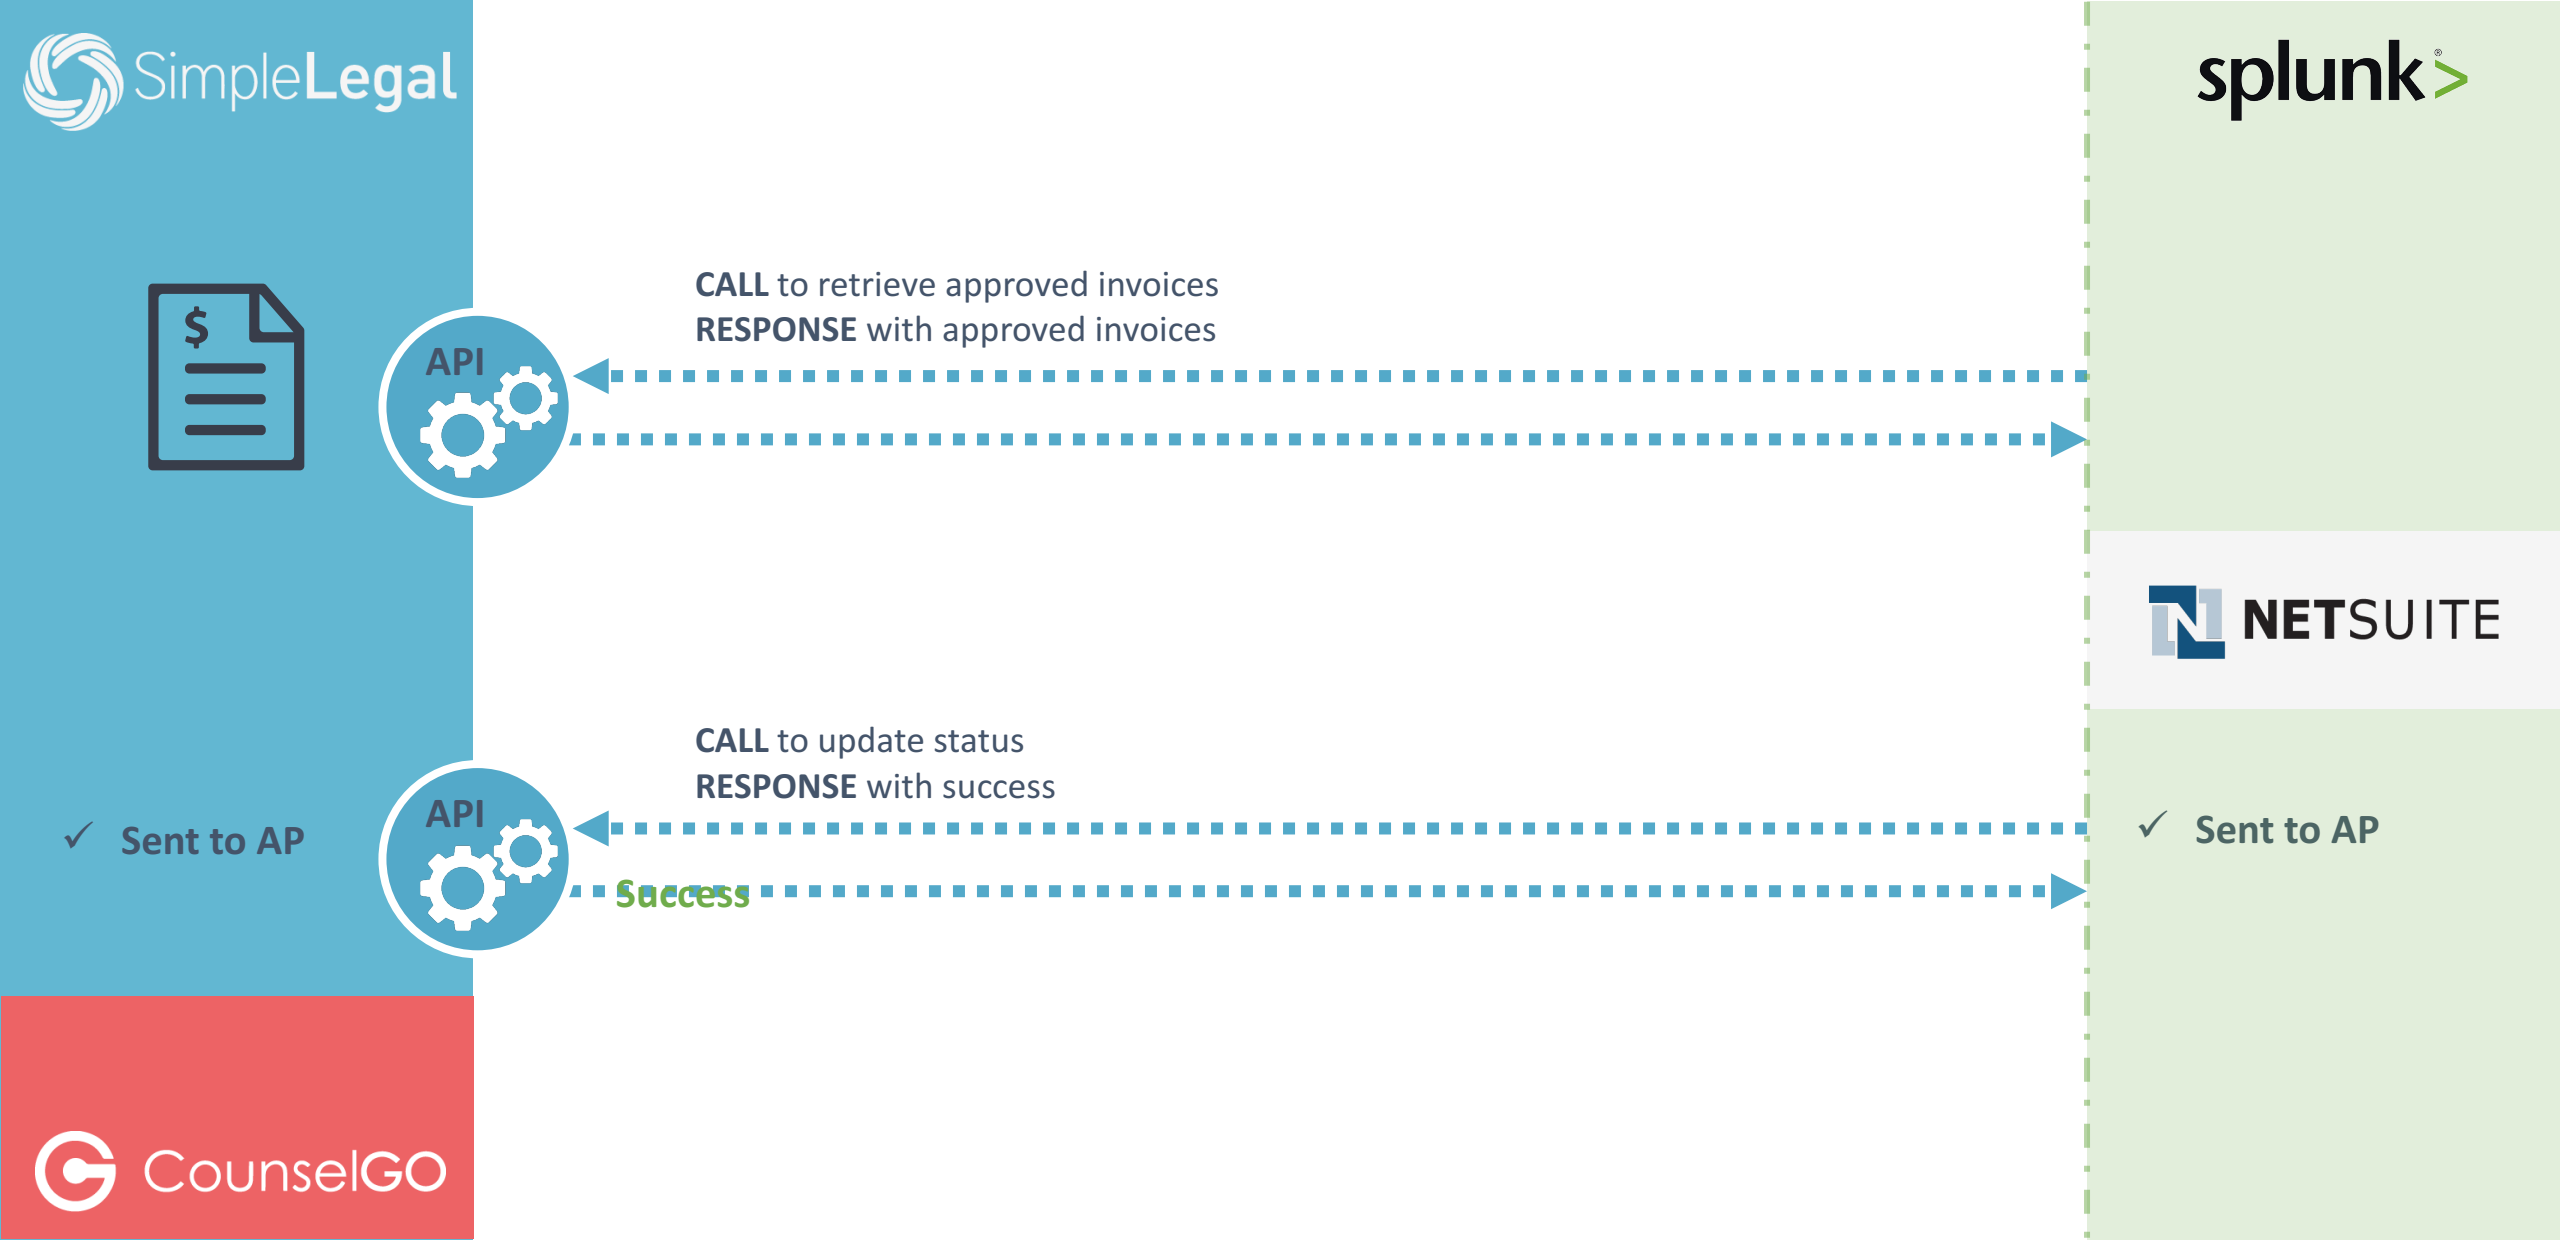 SimpleLegal
splunk>®
$
CALL to retrieve approved invoices
RESPONSE with approved invoices
API
NETSUITE
CALL to update status
RESPONSE with success
API
✓ Sent to AP
✓ Sent to AP
Success
CounselGO